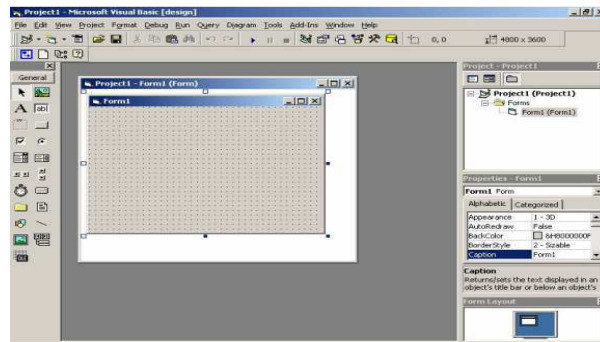 Project1 - Microsoft Visual Basic [design]
File Edit View Project Format Debug Run Query Diagram Tools Add-Ins Window Help
0, 0 4800 x 3600
General
A ab|
Project1 - Form1 (Form)
Form1
Project - Project1
Project1 (Project1)
Forms
Form1 (Form1)
Properties - Form1
Form1 Form
Alphabetic Categorized
Appearance 1 - 3D
AutoRedraw False
BackColor &H8000000F
BorderStyle 2 - Sizable
Caption Form1
Caption
Returns/sets the text displayed in an
object's title bar or below an object's
Form Layout